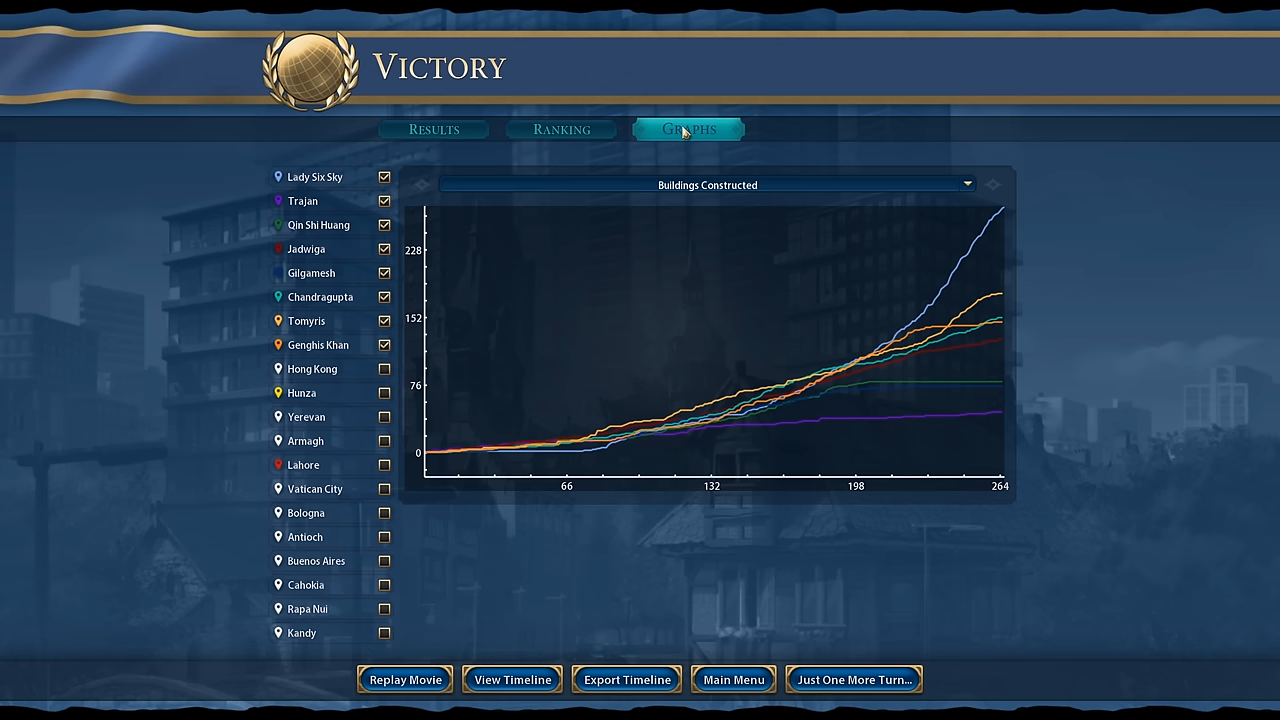 VICTORY
RESULTS
RANKING
GRAPHS
Lady Six Sky
Trajan
Qin Shi Huang
Jadwiga
Gilgamesh
Chandragupta
Tomyris
Genghis Khan
Hong Kong
Hunza
Yerevan
Armagh
Lahore
Vatican City
Bologna
Antioch
Buenos Aires
Cahokia
Rapa Nui
Kandy
Buildings Constructed
228
152
76
0
66
132
198
264
Replay Movie
View Timeline
Export Timeline
Main Menu
Just One More Turn...